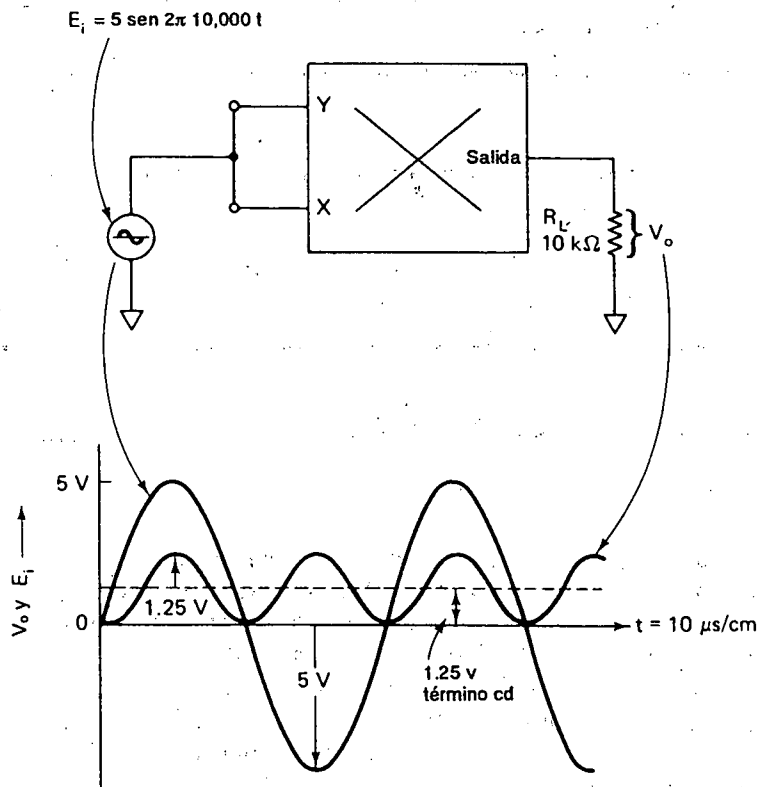 E_i = 5 sen 2π 10,000 t
Y
X
Salida
R_L
10 kΩ
V_o
5 V
V_o y E_i
1.25 V
0
t = 10 μs/cm
5 V
1.25 v
término cd